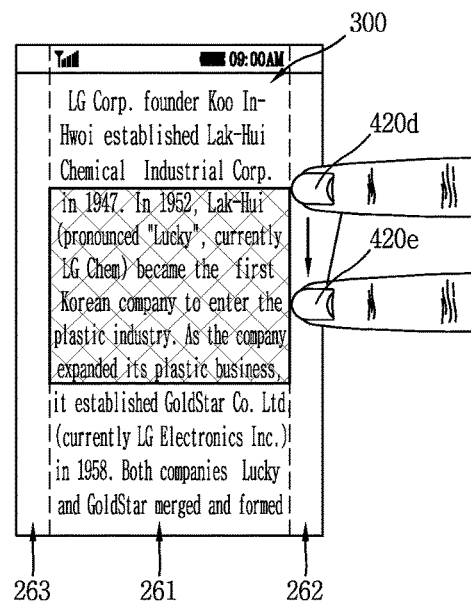 09:00AM
300
LG Corp. founder Koo In-
Hwoi established Lak-Hui
Chemical Industrial Corp.
420d
in 1947. In 1952, Lak-Hui
(pronounced "Lucky", currently
LG Chem) became the first
420e
Korean company to enter the
plastic industry. As the company
expanded its plastic business,
it established GoldStar Co. Ltd
(currently LG Electronics Inc.)
in 1958. Both companies Lucky
and GoldStar merged and formed
263 261 262